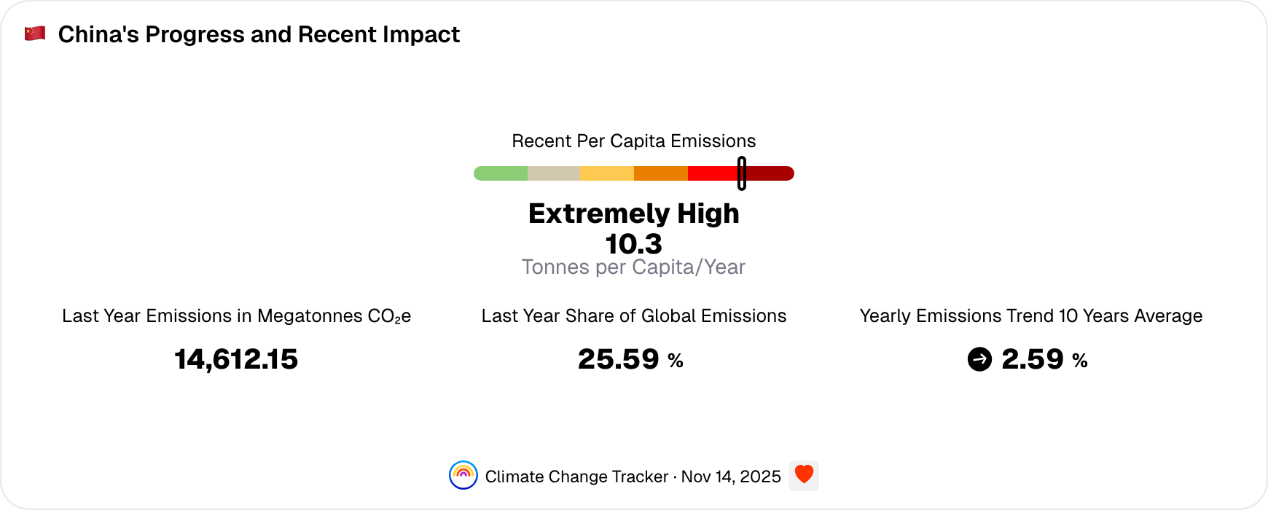 China's Progress and Recent Impact
Recent Per Capita Emissions
Extremely High
10.3
Tonnes per Capita/Year
Last Year Emissions in Megatonnes CO₂e
14,612.15
Last Year Share of Global Emissions
25.59 %
Yearly Emissions Trend 10 Years Average
2.59 %
Climate Change Tracker · Nov 14, 2025